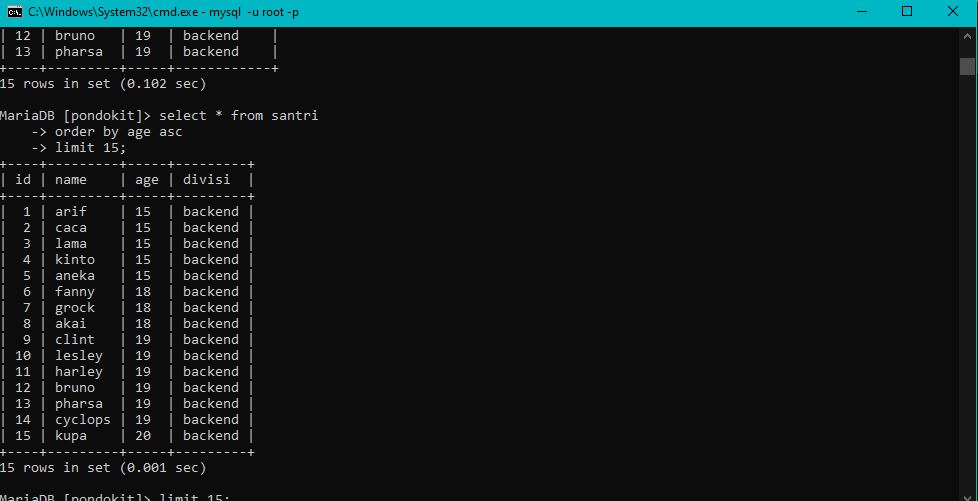 C:\Windows\System32\cmd.exe - mysql  -u root -p
| 12 | bruno   | 19  | backend    |
| 13 | pharsa  | 19  | backend    |
+----+---------+-----+------------+
15 rows in set (0.102 sec)
MariaDB [pondokit]> select * from santri
    -> order by age asc
    -> limit 15;
+----+---------+-----+---------+
| id | name    | age | divisi  |
+----+---------+-----+---------+
|  1 | arif    | 15  | backend |
|  2 | caca    | 15  | backend |
|  3 | lama    | 15  | backend |
|  4 | kinto   | 15  | backend |
|  5 | aneka   | 15  | backend |
|  6 | fanny   | 18  | backend |
|  7 | grock   | 18  | backend |
|  8 | akai    | 18  | backend |
|  9 | clint   | 19  | backend |
| 10 | lesley  | 19  | backend |
| 11 | harley  | 19  | backend |
| 12 | bruno   | 19  | backend |
| 13 | pharsa  | 19  | backend |
| 14 | cyclops | 19  | backend |
| 15 | kupa    | 20  | backend |
+----+---------+-----+---------+
15 rows in set (0.001 sec)
MariaDB [pondokit]> limit 15;